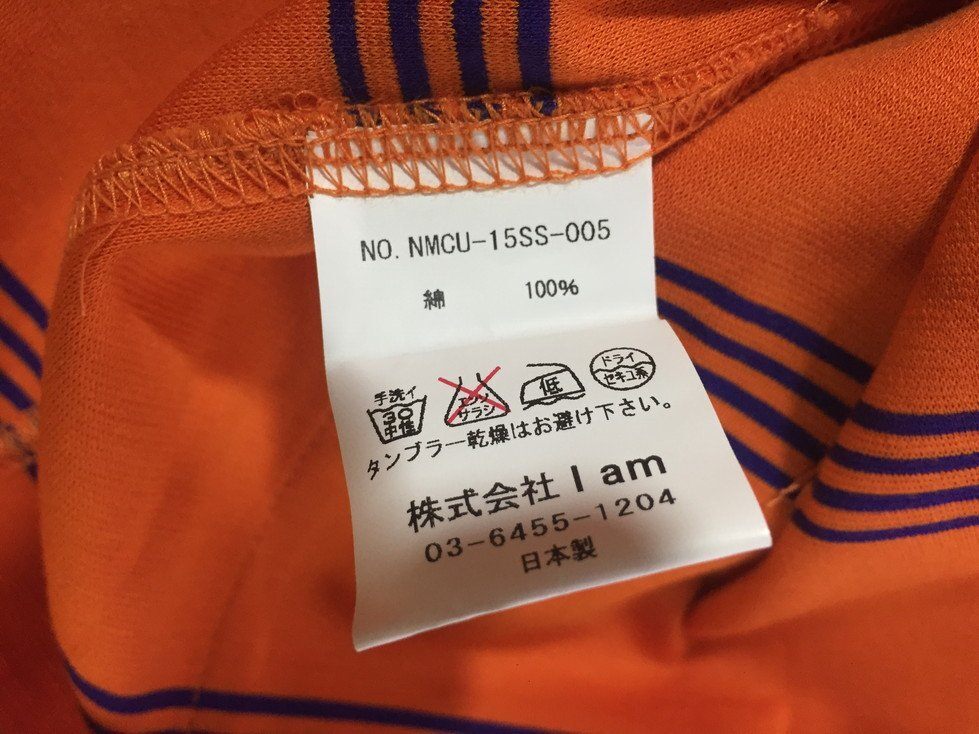 NO. NMCU-15SS-005
綿 100%
手洗イ 30 中性 エンソ サラシ 低 ドライ セキユ系
タンブラー乾燥はお避け下さい。
株式会社 I am
03-6455-1204
日本製